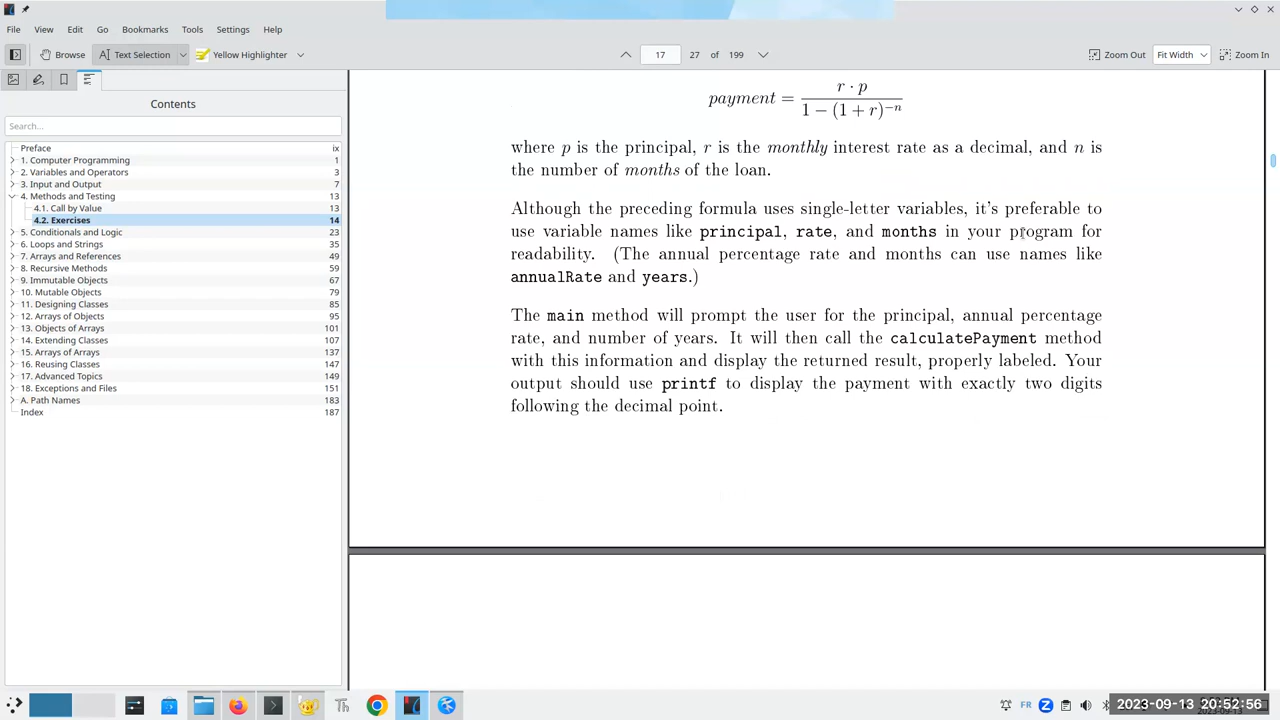 File View Edit Go Bookmarks Tools Settings Help
Browse Text Selection Yellow Highlighter 17 27 of 199 Zoom Out Fit Width Zoom In
Contents
Search...
Preface ix
1. Computer Programming 1
2. Variables and Operators 3
3. Input and Output 7
4. Methods and Testing 13
4.1. Call by Value 13
4.2. Exercises 14
5. Conditionals and Logic 23
6. Loops and Strings 35
7. Arrays and References 49
8. Recursive Methods 59
9. Immutable Objects 67
10. Mutable Objects 79
11. Designing Classes 85
12. Arrays of Objects 95
13. Objects of Arrays 101
14. Extending Classes 107
15. Arrays of Arrays 137
16. Reusing Classes 147
17. Advanced Topics 149
18. Exceptions and Files 151
A. Path Names 183
Index 187
payment = r · p / 1 − (1 + r)^−n
where p is the principal, r is the monthly interest rate as a decimal, and n is
the number of months of the loan.
Although the preceding formula uses single-letter variables, it's preferable to
use variable names like principal, rate, and months in your program for
readability. (The annual percentage rate and months can use names like
annualRate and years.)
The main method will prompt the user for the principal, annual percentage
rate, and number of years. It will then call the calculatePayment method
with this information and display the returned result, properly labeled. Your
output should use printf to display the payment with exactly two digits
following the decimal point.
FR
2023-09-13 20:52:56